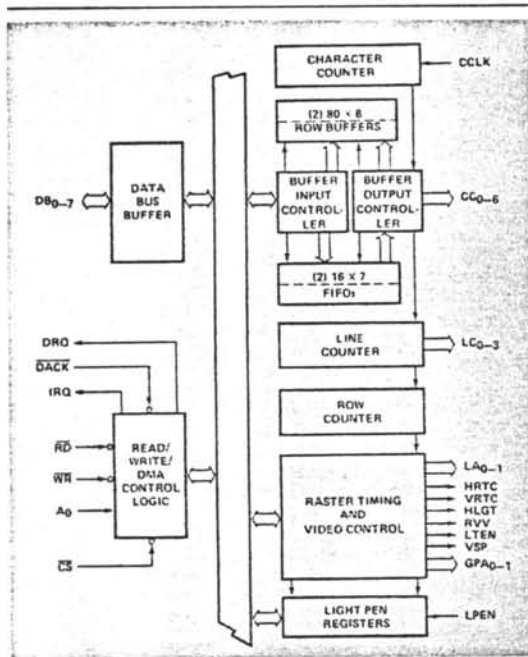 CHARACTER
COUNTER
CCLK
(2) 80 × 8
ROW BUFFERS
DB0–7
DATA
BUS
BUFFER
BUFFER
INPUT
CONTROL-
LER
BUFFER
OUTPUT
CONTROL-
LER
CC0–6
(2) 16 × 7
FIFOs
DRQ
DACK
IRQ
LINE
COUNTER
LC0–3
ROW
COUNTER
RD
WR
A0
CS
READ/
WRITE/
DMA
CONTROL
LOGIC
RASTER TIMING
AND
VIDEO CONTROL
LA0–1
HRTC
VRTC
HLGT
RVV
LTEN
VSP
GPA0–1
LIGHT PEN
REGISTERS
LPEN